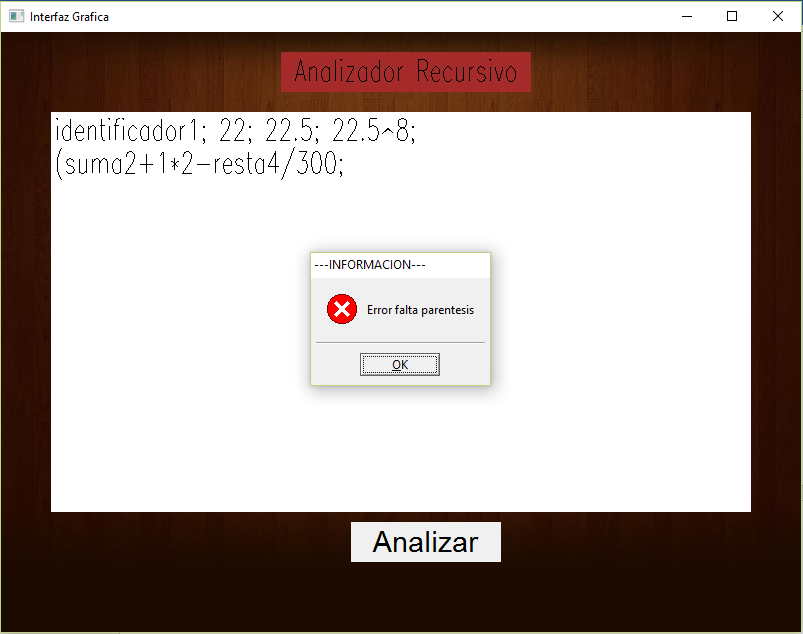 Interfaz Grafica
Analizador Recursivo
identificador1; 22; 22.5; 22.5^8;
(suma2+1*2-resta4/300;
---INFORMACION---
Error falta parentesis
OK
Analizar